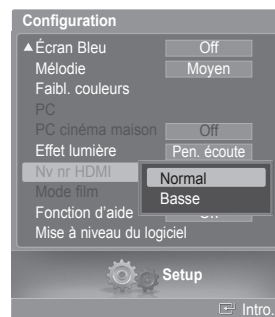 Configuration
▲Écran Bleu Off
Mélodie Moyen
Faibl. couleurs
PC
PC cinéma maison Off
Effet lumière Pen. écoute
Nv nr HDMI Normal
Mode film Basse
Fonction d'aide Off
Mise à niveau du logiciel
Setup
Intro.